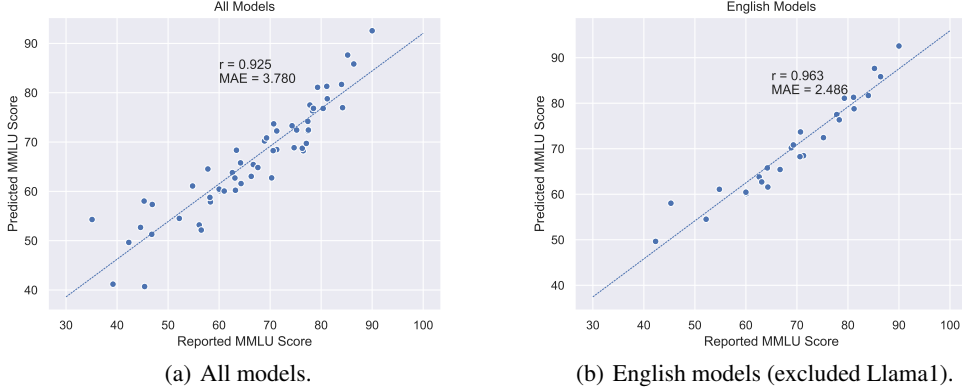 All Models
r = 0.925
MAE = 3.780
Predicted MMLU Score
90
80
70
60
50
40
30 40 50 60 70 80 90 100
Reported MMLU Score
(a) All models.
English Models
r = 0.963
MAE = 2.486
Predicted MMLU Score
90
80
70
60
50
40
30 40 50 60 70 80 90 100
Reported MMLU Score
(b) English models (excluded Llama1).